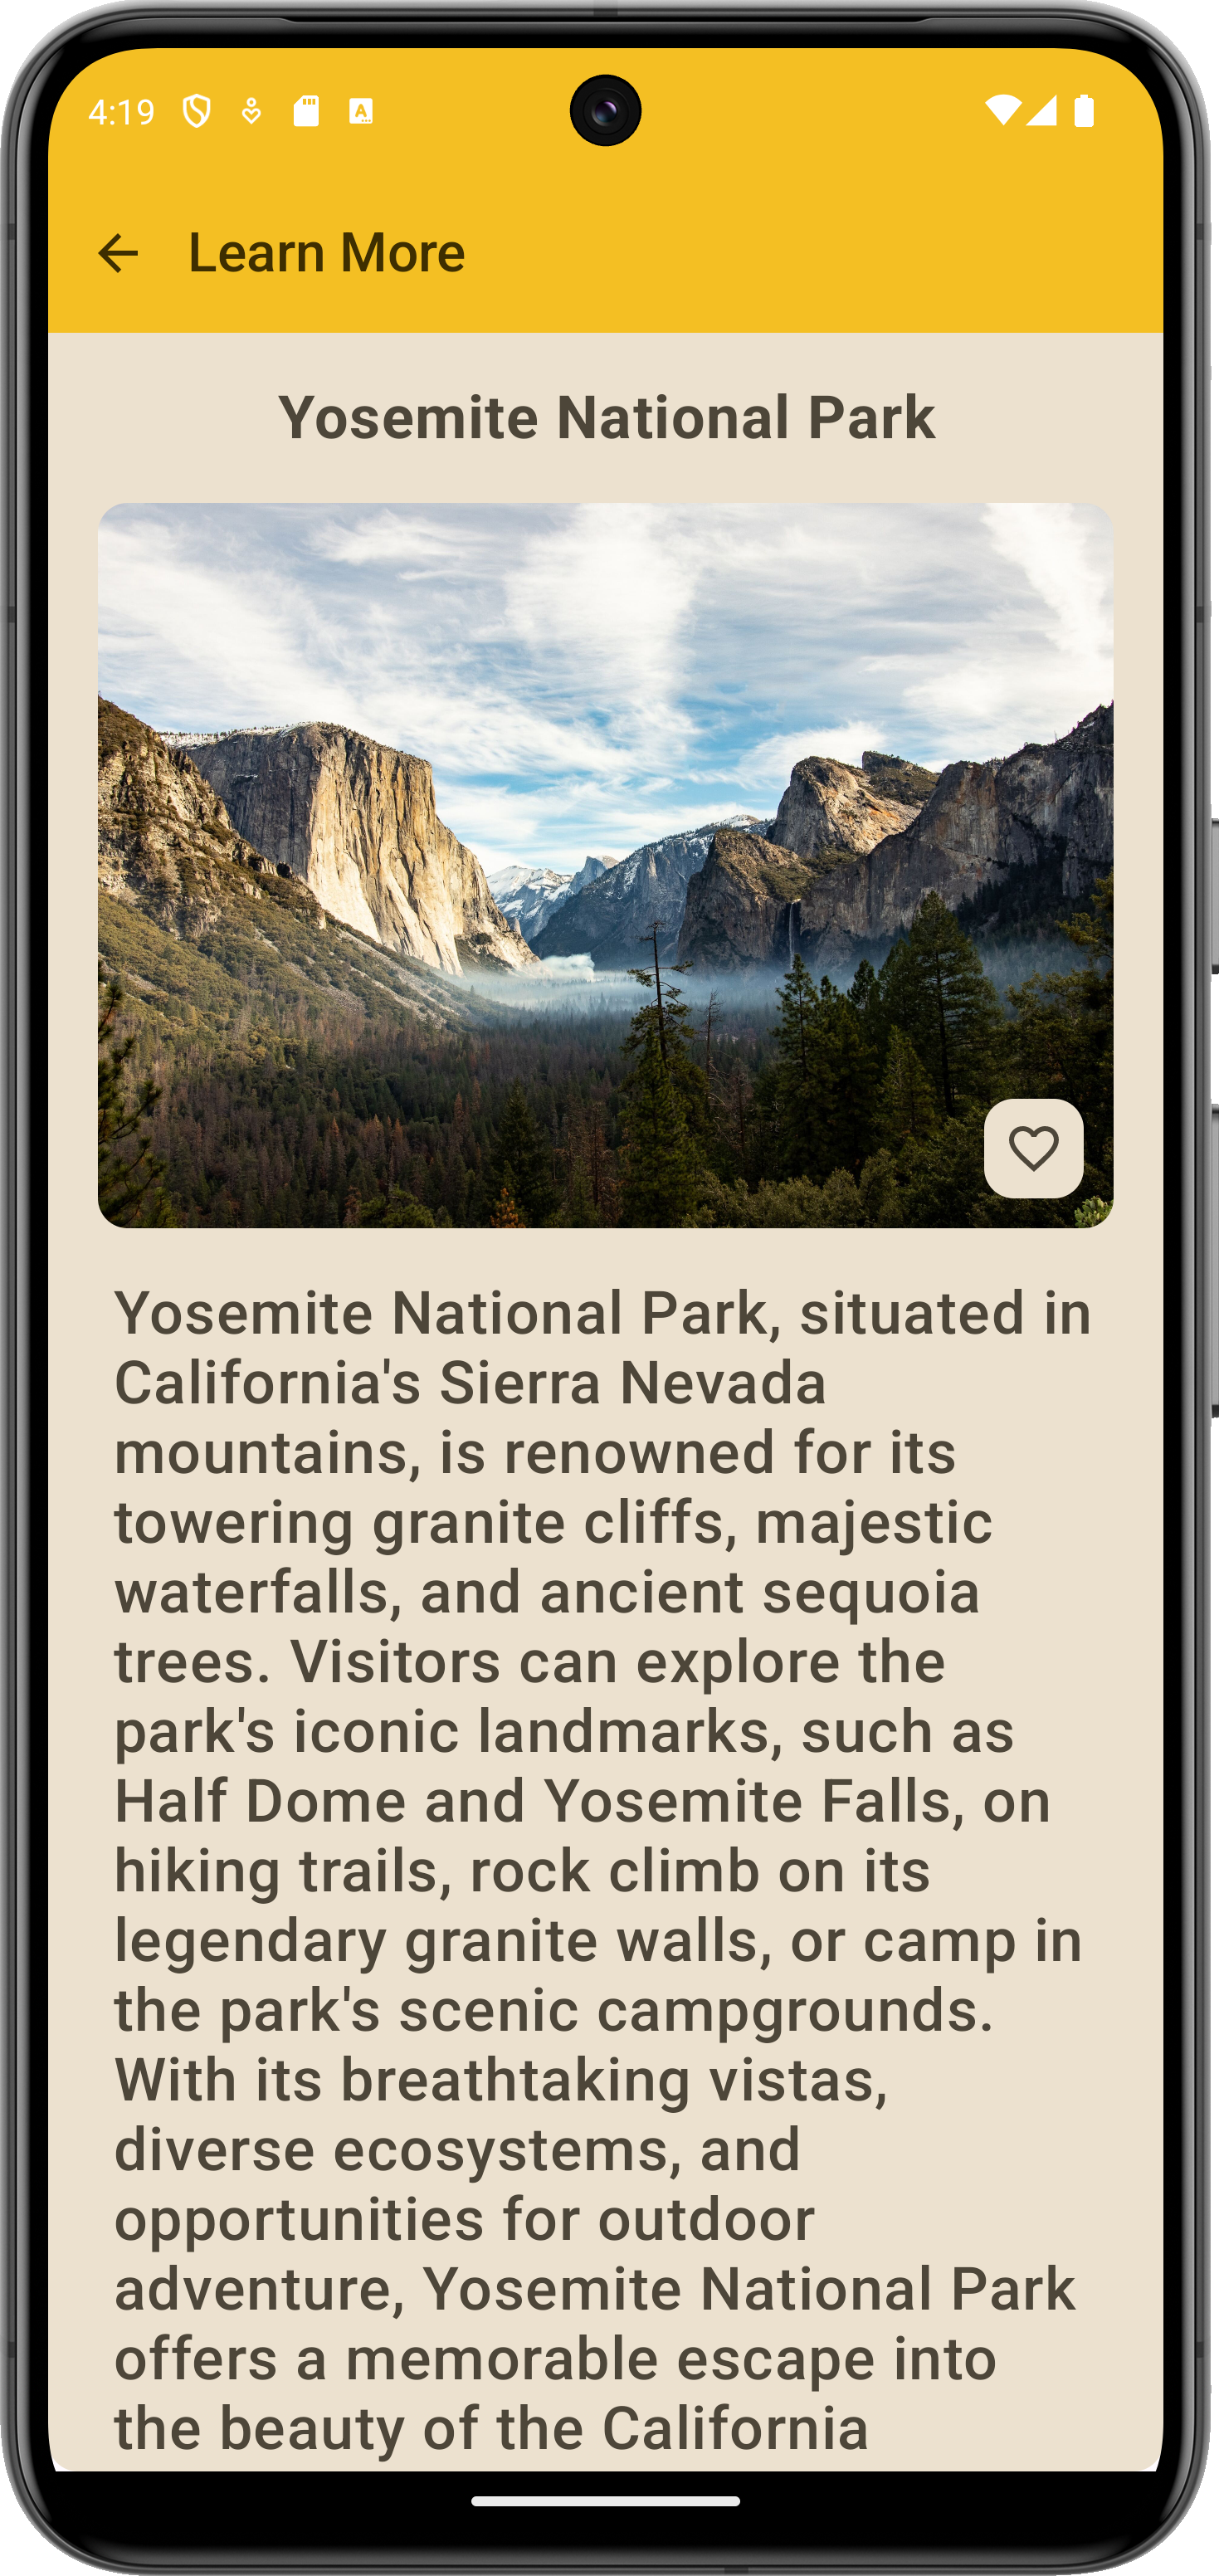 4:19
Learn More
Yosemite National Park
Yosemite National Park, situated in
California's Sierra Nevada
mountains, is renowned for its
towering granite cliffs, majestic
waterfalls, and ancient sequoia
trees. Visitors can explore the
park's iconic landmarks, such as
Half Dome and Yosemite Falls, on
hiking trails, rock climb on its
legendary granite walls, or camp in
the park's scenic campgrounds.
With its breathtaking vistas,
diverse ecosystems, and
opportunities for outdoor
adventure, Yosemite National Park
offers a memorable escape into
the beauty of the California